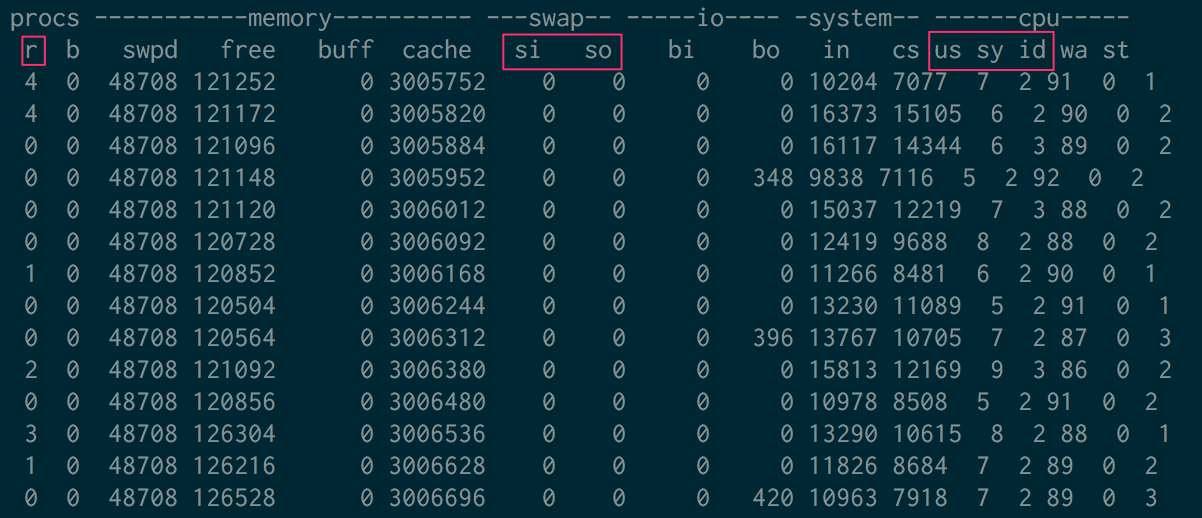 procs -----------memory---------- ---swap-- -----io---- -system-- ------cpu-----
r b swpd free buff cache si so bi bo in cs us sy id wa st
4 0 48708 121252 0 3005752 0 0 0 0 10204 7077 7 2 91 0 1
4 0 48708 121172 0 3005820 0 0 0 0 16373 15105 6 2 90 0 2
0 0 48708 121096 0 3005884 0 0 0 0 16117 14344 6 3 89 0 2
0 0 48708 121148 0 3005952 0 0 0 348 9838 7116 5 2 92 0 2
0 0 48708 121120 0 3006012 0 0 0 0 15037 12219 7 3 88 0 2
0 0 48708 120728 0 3006092 0 0 0 0 12419 9688 8 2 88 0 2
1 0 48708 120852 0 3006168 0 0 0 0 11266 8481 6 2 90 0 1
0 0 48708 120504 0 3006244 0 0 0 0 13230 11089 5 2 91 0 1
0 0 48708 120564 0 3006312 0 0 0 396 13767 10705 7 2 87 0 3
2 0 48708 121092 0 3006380 0 0 0 0 15813 12169 9 3 86 0 2
0 0 48708 120856 0 3006480 0 0 0 0 10978 8508 5 2 91 0 2
3 0 48708 126304 0 3006536 0 0 0 0 13290 10615 8 2 88 0 1
1 0 48708 126216 0 3006628 0 0 0 0 11826 8684 7 2 89 0 2
0 0 48708 126528 0 3006696 0 0 0 420 10963 7918 7 2 89 0 3